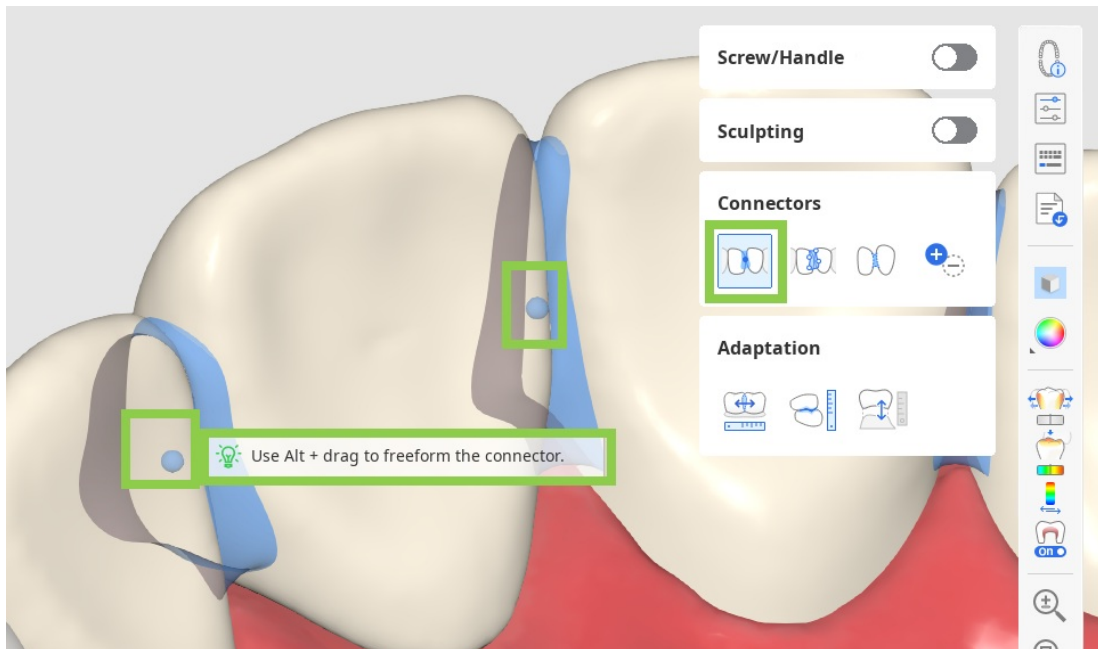 Screw/Handle
Sculpting
Connectors
Adaptation
Use Alt + drag to freeform the connector.
on